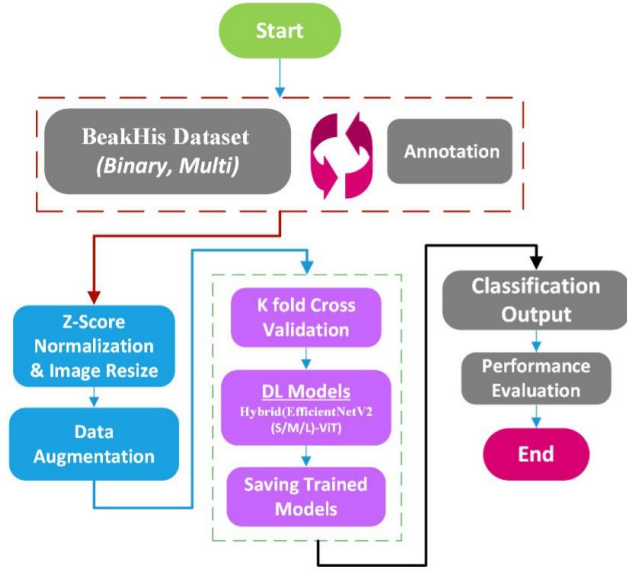 Start
BeakHis Dataset
(Binary, Multi)
Annotation
Z-Score
Normalization
& Image Resize
Data
Augmentation
K fold Cross
Validation
DL Models
Hybrid(EfficientNetV2
(S/M/L)-ViT)
Saving Trained
Models
Classification
Output
Performance
Evaluation
End